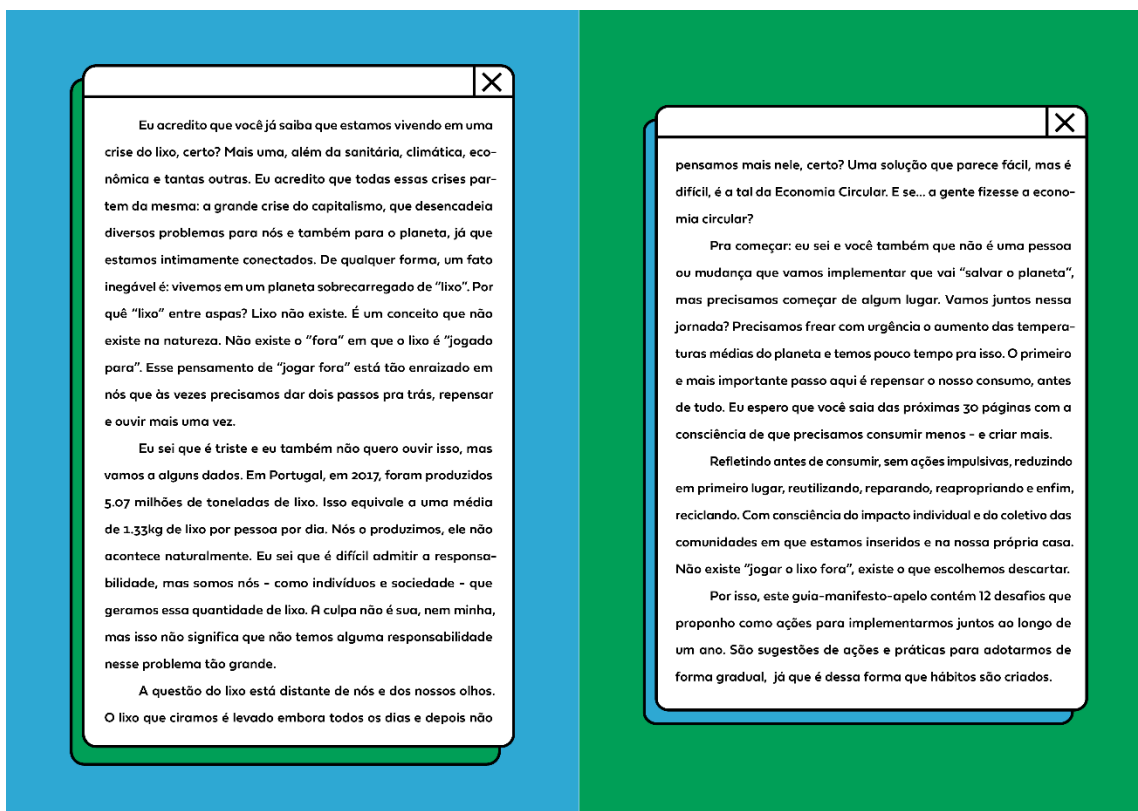 Eu acredito que você já saiba que estamos vivendo em uma
crise do lixo, certo? Mais uma, além da sanitária, climática, eco-
nômica e tantas outras. Eu acredito que todas essas crises par-
tem da mesma: a grande crise do capitalismo, que desencadeia
diversos problemas para nós e também para o planeta, já que
estamos intimamente conectados. De qualquer forma, um fato
inegável é: vivemos em um planeta sobrecarregado de “lixo”. Por
quê “lixo” entre aspas? Lixo não existe. É um conceito que não
existe na natureza. Não existe o “fora” em que o lixo é “jogado
para”. Esse pensamento de “jogar fora” está tão enraizado em
nós que às vezes precisamos dar dois passos pra trás, repensar
e ouvir mais uma vez.
Eu sei que é triste e eu também não quero ouvir isso, mas
vamos a alguns dados. Em Portugal, em 2017, foram produzidos
5.07 milhões de toneladas de lixo. Isso equivale a uma média
de 1.33kg de lixo por pessoa por dia. Nós o produzimos, ele não
acontece naturalmente. Eu sei que é difícil admitir a responsa-
bilidade, mas somos nós - como indivíduos e sociedade - que
geramos essa quantidade de lixo. A culpa não é sua, nem minha,
mas isso não significa que não temos alguma responsabilidade
nesse problema tão grande.
A questão do lixo está distante de nós e dos nossos olhos.
O lixo que ciramos é levado embora todos os dias e depois não
pensamos mais nele, certo? Uma solução que parece fácil, mas é
difícil, é a tal da Economia Circular. E se... a gente fizesse a econo-
mia circular?
Pra começar: eu sei e você também que não é uma pessoa
ou mudança que vamos implementar que vai “salvar o planeta”,
mas precisamos começar de algum lugar. Vamos juntos nessa
jornada? Precisamos frear com urgência o aumento das tempera-
turas médias do planeta e temos pouco tempo pra isso. O primeiro
e mais importante passo aqui é repensar o nosso consumo, antes
de tudo. Eu espero que você saia das próximas 30 páginas com a
consciência de que precisamos consumir menos - e criar mais.
Refletindo antes de consumir, sem ações impulsivas, reduzindo
em primeiro lugar, reutilizando, reparando, reapropriando e enfim,
reciclando. Com consciência do impacto individual e do coletivo das
comunidades em que estamos inseridos e na nossa própria casa.
Não existe “jogar o lixo fora”, existe o que escolhemos descartar.
Por isso, este guia-manifesto-apelo contém 12 desafios que
proponho como ações para implementarmos juntos ao longo de
um ano. São sugestões de ações e práticas para adotarmos de
forma gradual, já que é dessa forma que hábitos são criados.